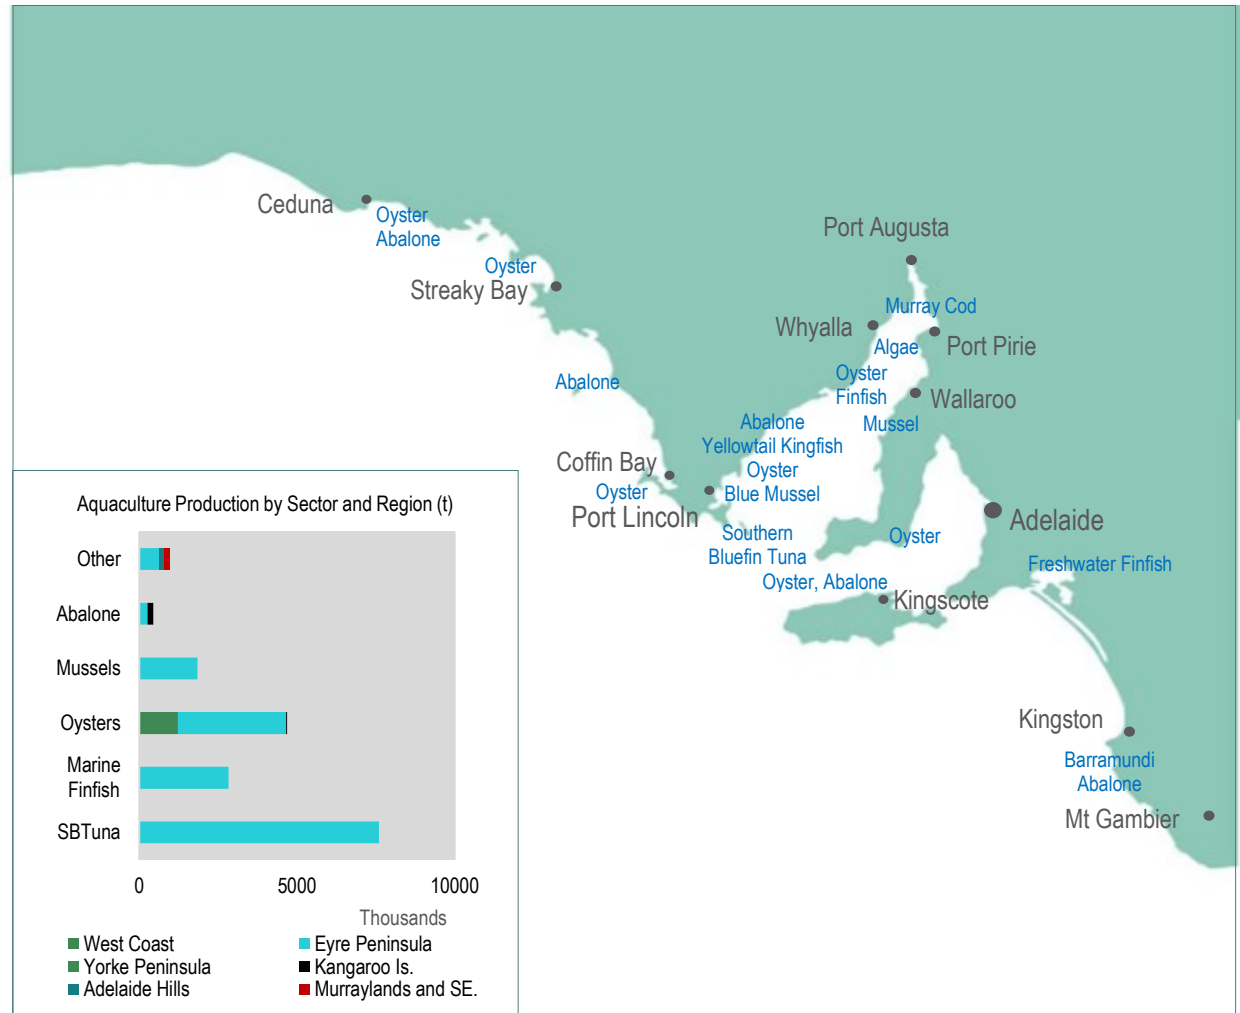 Ceduna
Oyster
Abalone
Oyster
Streaky Bay
Port Augusta
Murray Cod
Whyalla
Port Pirie
Algae
Oyster
Finfish
Wallaroo
Mussel
Abalone
Abalone
Yellowtail Kingfish
Oyster
Blue Mussel
Coffin Bay
Oyster
Port Lincoln
Southern
Bluefin Tuna
Oyster
Adelaide
Freshwater Finfish
Oyster, Abalone
Kingscote
Kingston
Barramundi
Abalone
Mt Gambier
Aquaculture Production by Sector and Region (t)
Other
Abalone
Mussels
Oysters
Marine
Finfish
SBTuna
0 5000 10000
Thousands
West Coast Eyre Peninsula
Yorke Peninsula Kangaroo Is.
Adelaide Hills Murraylands and SE.